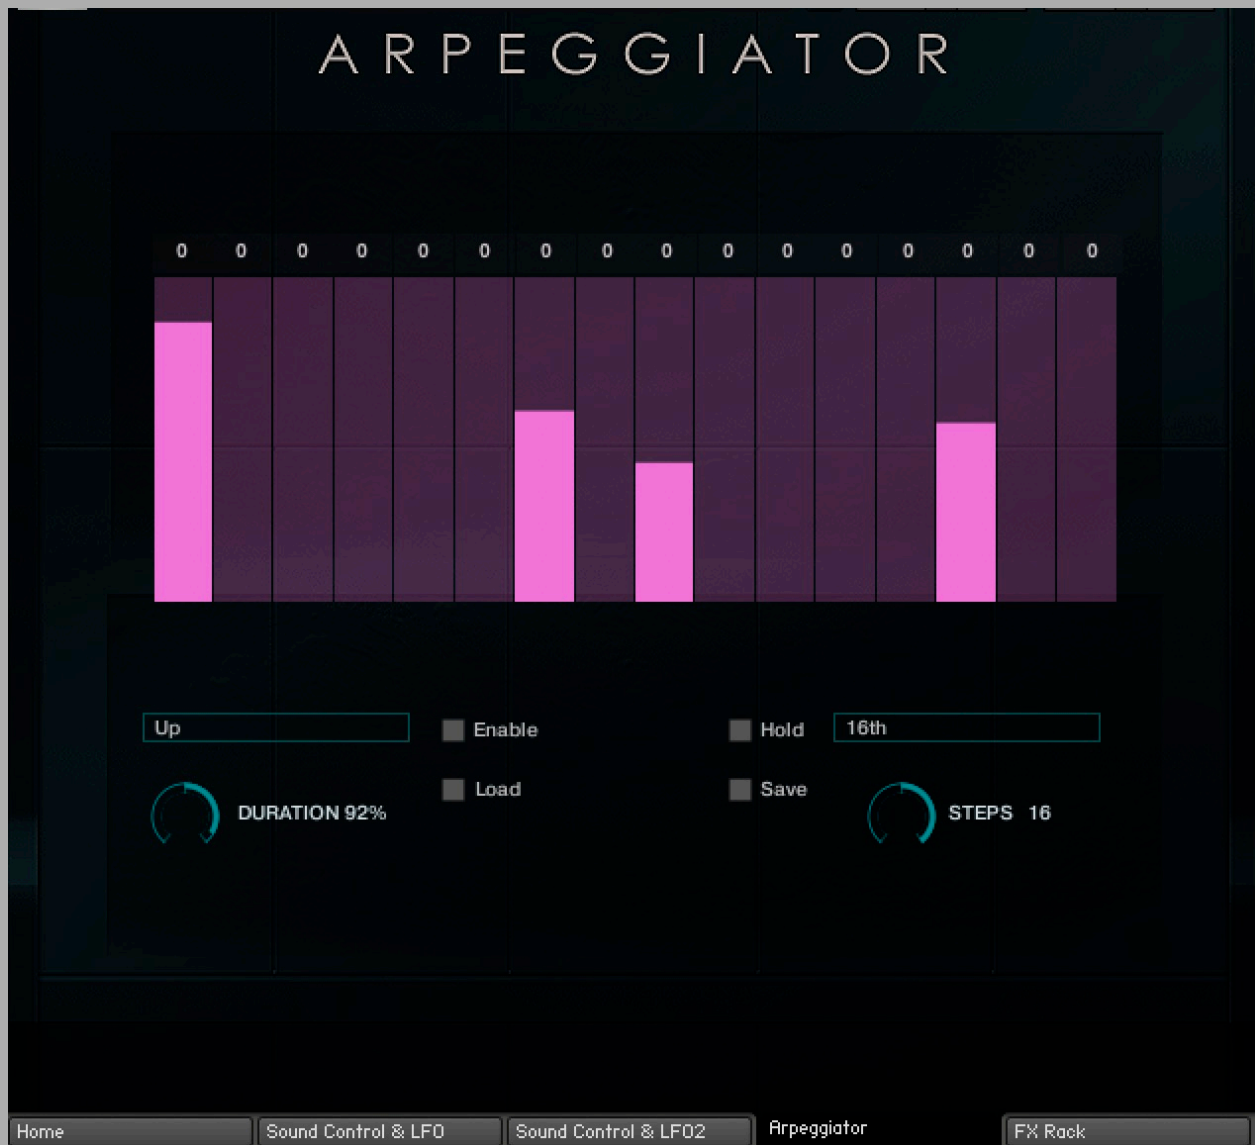 ARPEGGIATOR
0 0 0 0 0 0 0 0 0 0 0 0 0 0 0 0
Up Enable Hold 16th
Load Save
DURATION 92% STEPS 16
Home Sound Control & LFO Sound Control & LFO2 Arpeggiator FX Rack